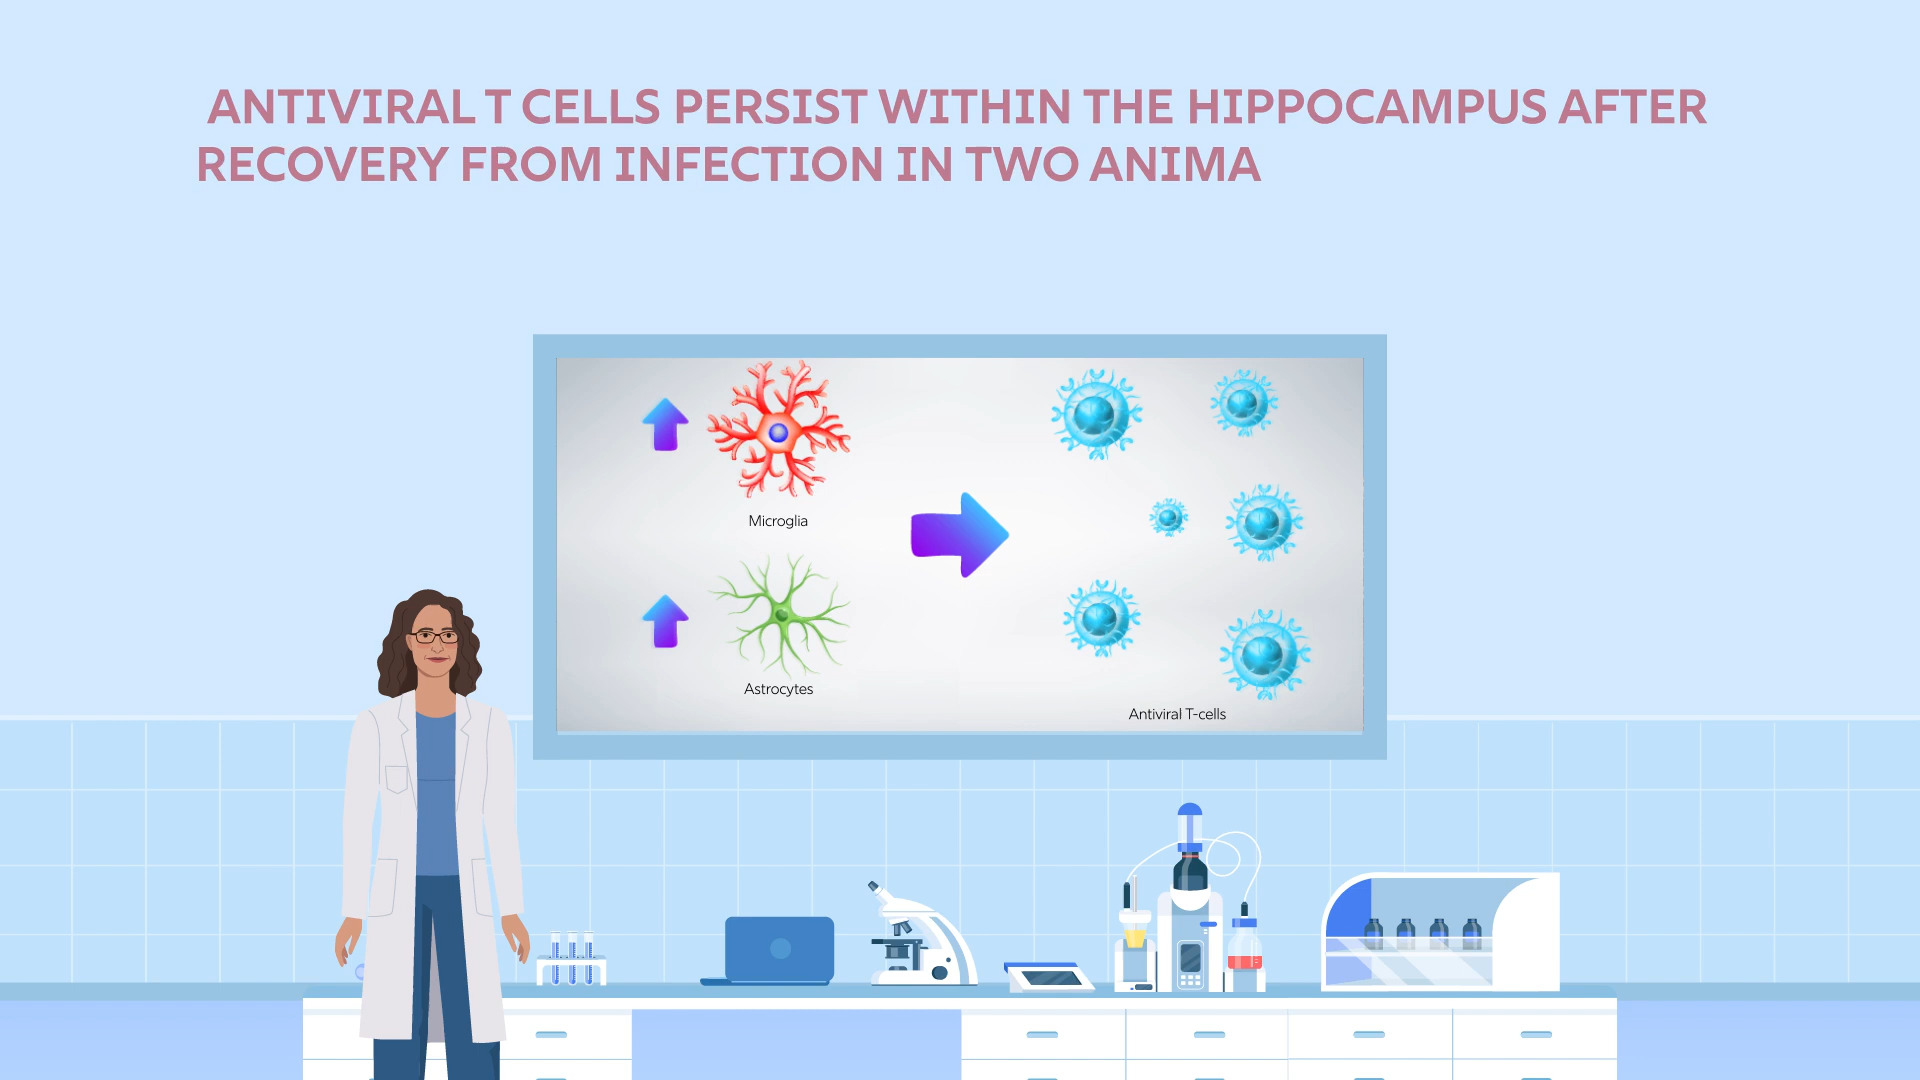 ANTIVIRAL T CELLS PERSIST WITHIN THE HIPPOCAMPUS AFTER
RECOVERY FROM INFECTION IN TWO ANIMA
Microglia
Astrocytes
Antiviral T-cells